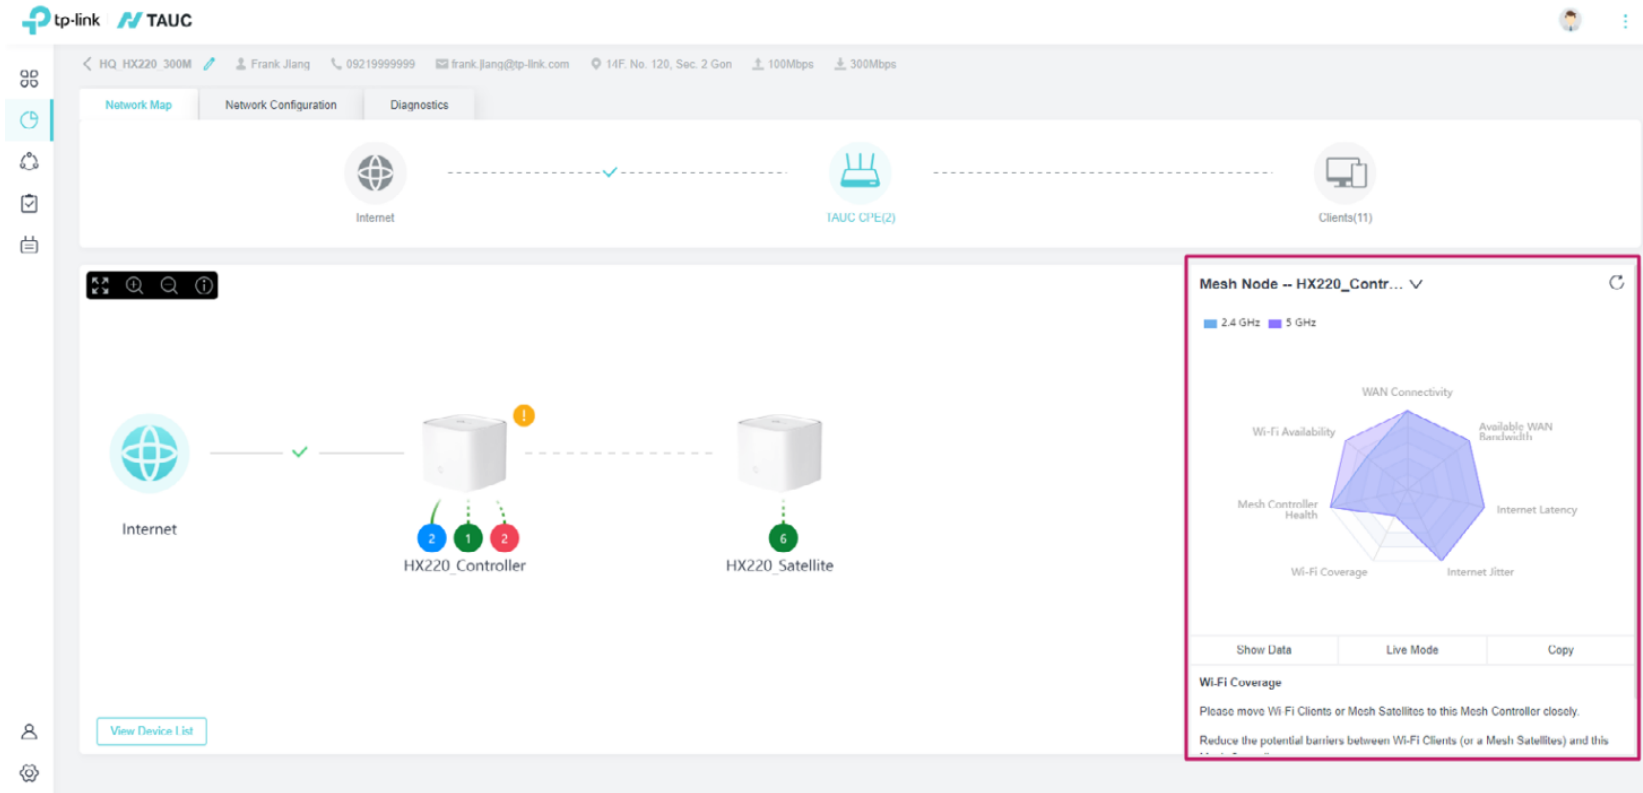 tp-link TAUC
HQ_HX220_300M Frank Jiang 09219999999 frank.jiang@tp-link.com 14F. No. 120, Sec. 2 Gon 100Mbps 300Mbps
Network Map Network Configuration Diagnostics
Internet TAUC CPE(2) Clients(11)
Mesh Node -- HX220_Contr...
2.4 GHz 5 GHz
WAN Connectivity
Wi-Fi Availability
Available WAN
Bandwidth
Mesh Controller
Health
Internet Latency
Wi-Fi Coverage
Internet Jitter
Internet
2 1 2
HX220_Controller
6
HX220_Satellite
Show Data Live Mode Copy
Wi-Fi Coverage
Please move Wi-Fi Clients or Mesh Satellites to this Mesh Controller closely.
Reduce the potential barriers between Wi-Fi Clients (or a Mesh Satellites) and this
View Device List